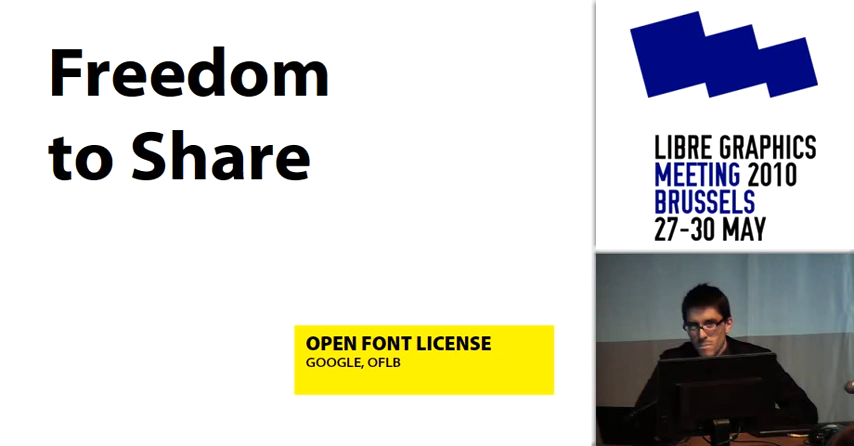 Freedom
to Share
OPEN FONT LICENSE
GOOGLE, OFLB
LIBRE GRAPHICS
MEETING 2010
BRUSSELS
27-30 MAY